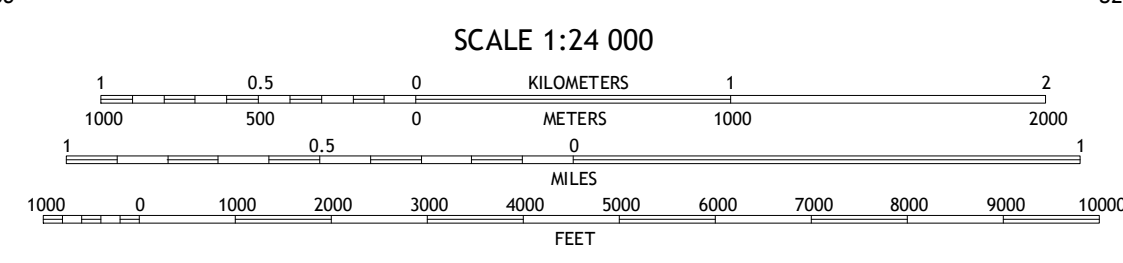 SCALE 1:24 000
1 0.5 0 KILOMETERS 1 2
1000 500 0 METERS 1000 2000
1 0.5 0 1
MILES
1000 0 1000 2000 3000 4000 5000 6000 7000 8000 9000 10000
FEET